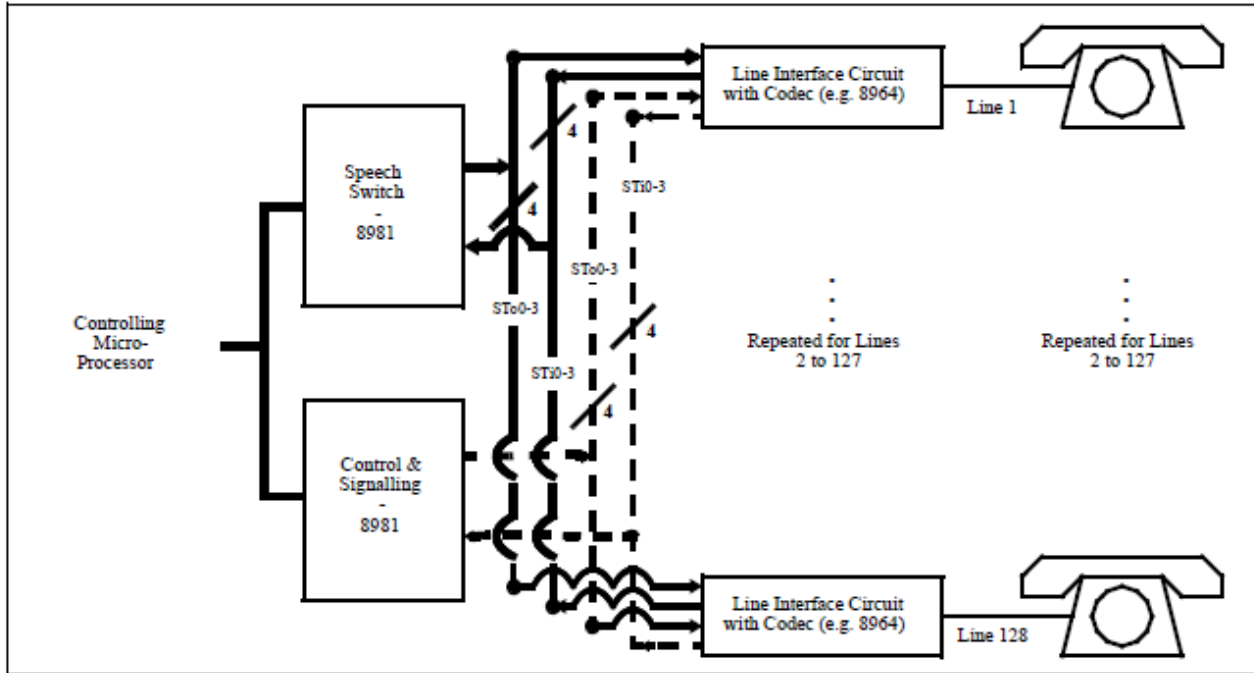 Line Interface Circuit
with Codec (e.g. 8964)
Line 1
4
Speech
Switch
-
8981
4
STi0-3
STo0-3
STo0-3
4
Controlling
Micro-
Processor
STi0-3
4
Repeated for Lines
2 to 127
Repeated for Lines
2 to 127
Control &
Signalling
-
8981
Line Interface Circuit
with Codec (e.g. 8964)
Line 128